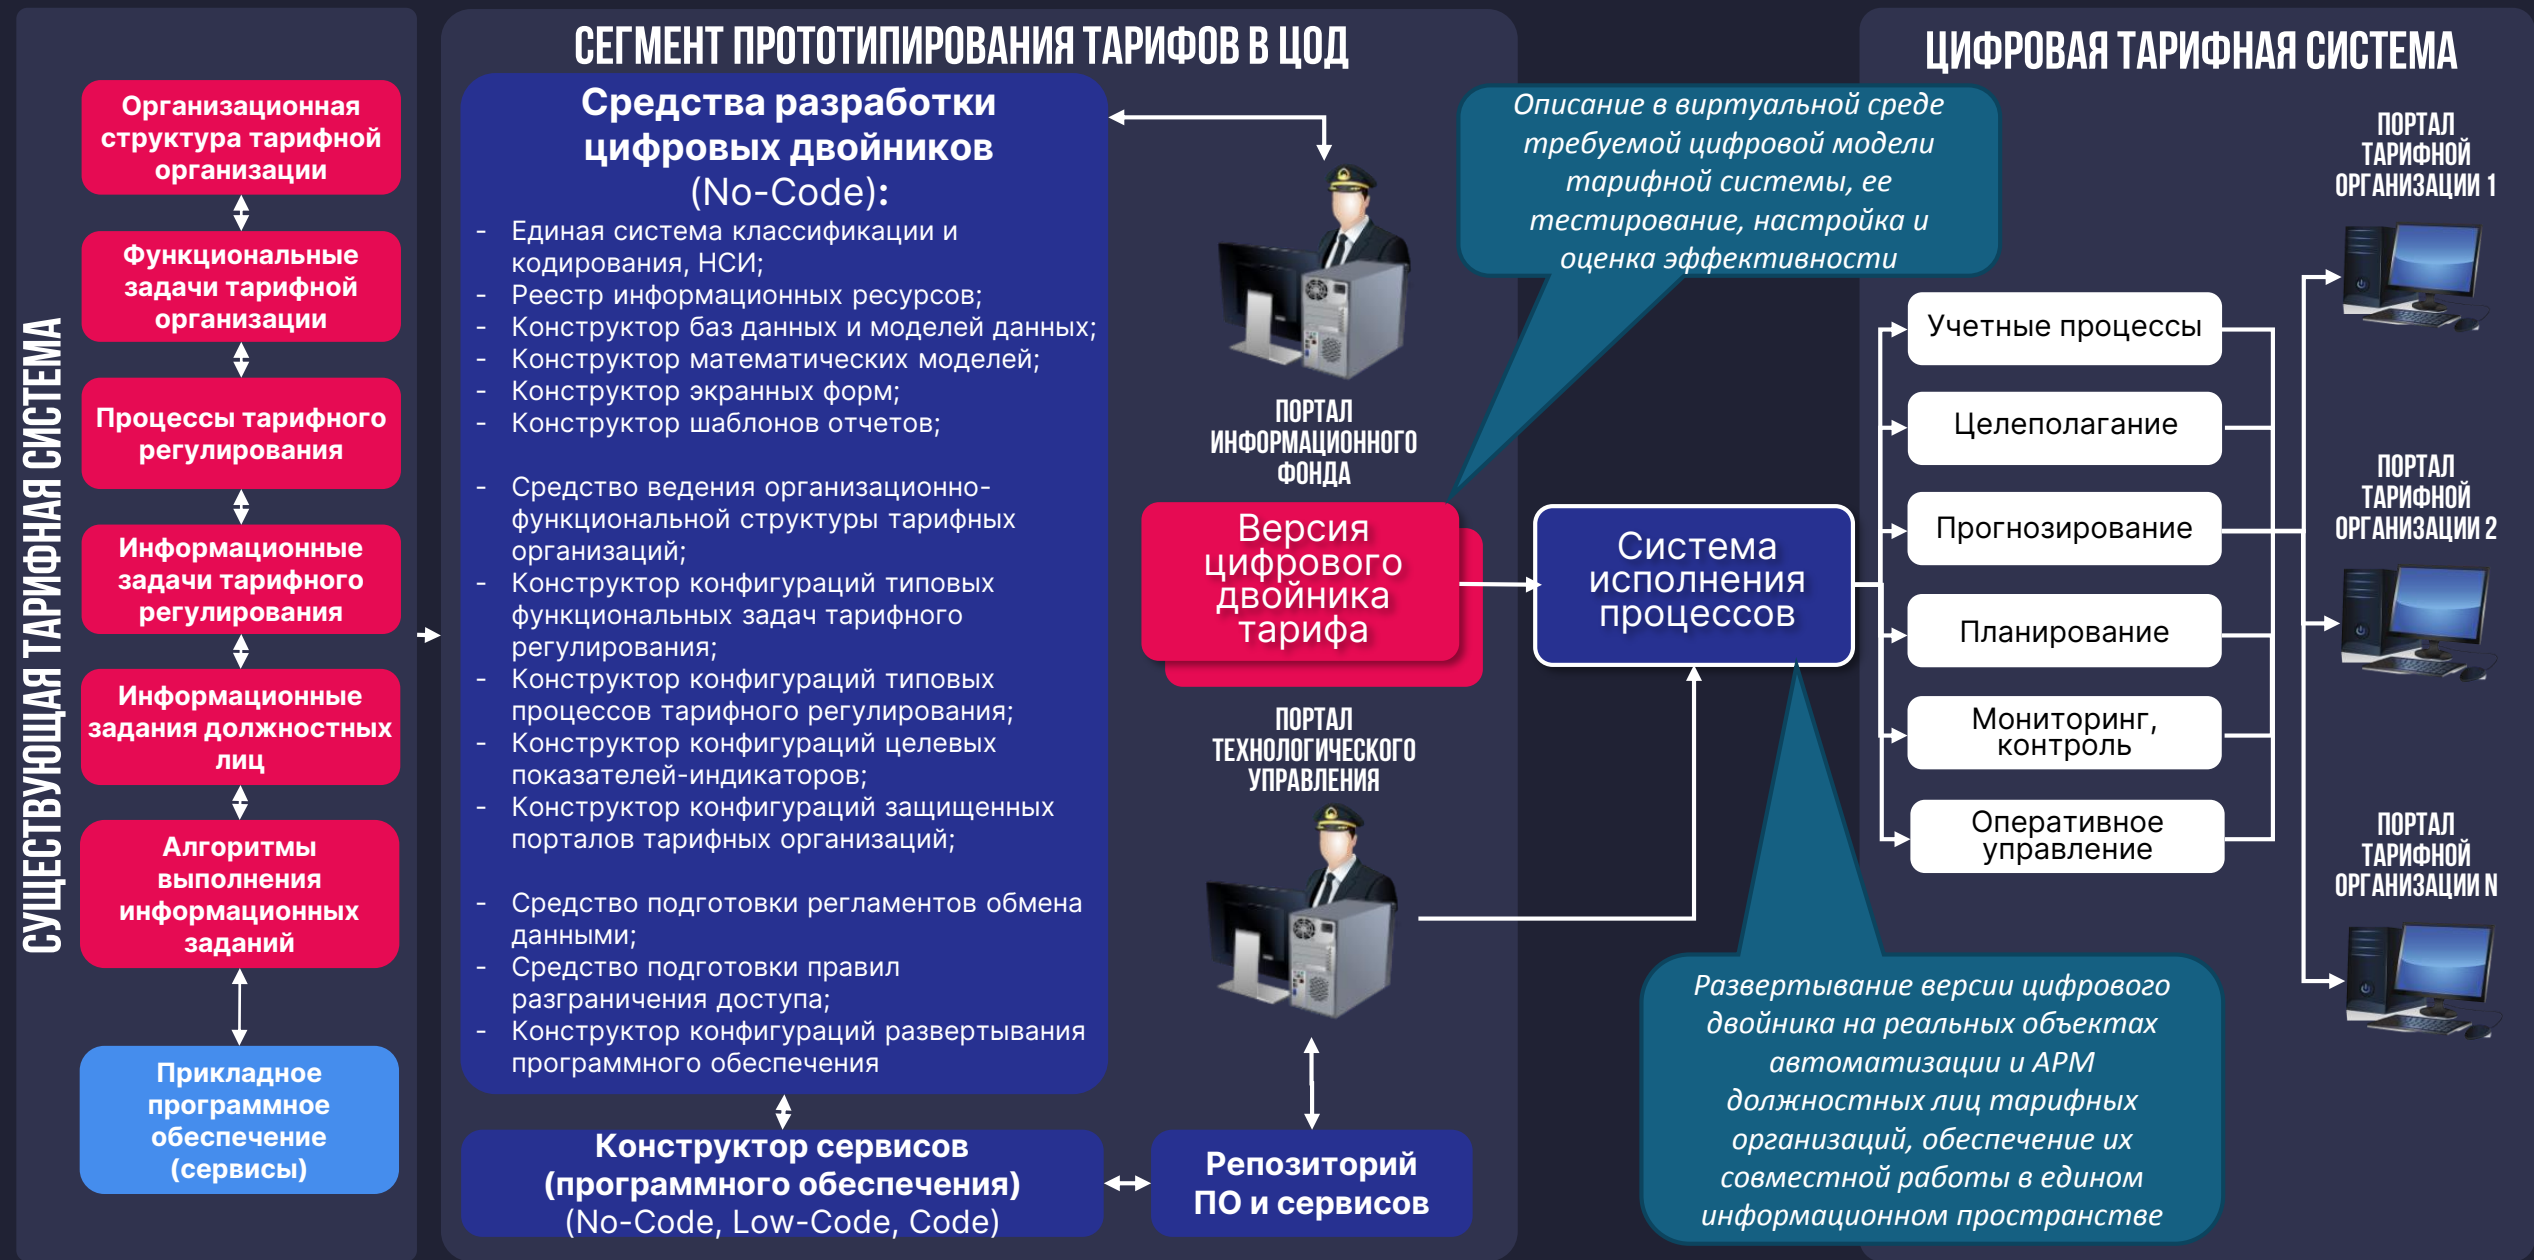 СУЩЕСТВУЮЩАЯ ТАРИФНАЯ СИСТЕМА
Организационная
структура тарифной
организации
Функциональные
задачи тарифной
организации
Процессы тарифного
регулирования
Информационные
задачи тарифного
регулирования
Информационные
задания должностных
лиц
Алгоритмы
выполнения
информационных
заданий
Прикладное
программное
обеспечение
(сервисы)
СЕГМЕНТ ПРОТОТИПИРОВАНИЯ ТАРИФОВ В ЦОД
Средства разработки
цифровых двойников
(No-Code):
- Единая система классификации и
кодирования, НСИ;
- Реестр информационных ресурсов;
- Конструктор баз данных и моделей данных;
- Конструктор математических моделей;
- Конструктор экранных форм;
- Конструктор шаблонов отчетов;
- Средство ведения организационно-
функциональной структуры тарифных
организаций;
- Конструктор конфигураций типовых
функциональных задач тарифного
регулирования;
- Конструктор конфигураций типовых
процессов тарифного регулирования;
- Конструктор конфигураций целевых
показателей-индикаторов;
- Конструктор конфигураций защищенных
порталов тарифных организаций;
- Средство подготовки регламентов обмена
данными;
- Средство подготовки правил
разграничения доступа;
- Конструктор конфигураций развертывания
программного обеспечения
Конструктор сервисов
(программного обеспечения)
(No-Code, Low-Code, Code)
Репозиторий
ПО и сервисов
ПОРТАЛ
ИНФОРМАЦИОННОГО
ФОНДА
Версия
цифрового
двойника
тарифа
ПОРТАЛ
ТЕХНОЛОГИЧЕСКОГО
УПРАВЛЕНИЯ
Описание в виртуальной среде
требуемой цифровой модели
тарифной системы, ее
тестирование, настройка и
оценка эффективности
Система
исполнения
процессов
Развертывание версии цифрового
двойника на реальных объектах
автоматизации и АРМ
должностных лиц тарифных
организаций, обеспечение их
совместной работы в едином
информационном пространстве
ЦИФРОВАЯ ТАРИФНАЯ СИСТЕМА
Учетные процессы
Целеполагание
Прогнозирование
Планирование
Мониторинг,
контроль
Оперативное
управление
ПОРТАЛ
ТАРИФНОЙ
ОРГАНИЗАЦИИ 1
ПОРТАЛ
ТАРИФНОЙ
ОРГАНИЗАЦИИ 2
ПОРТАЛ
ТАРИФНОЙ
ОРГАНИЗАЦИИ N